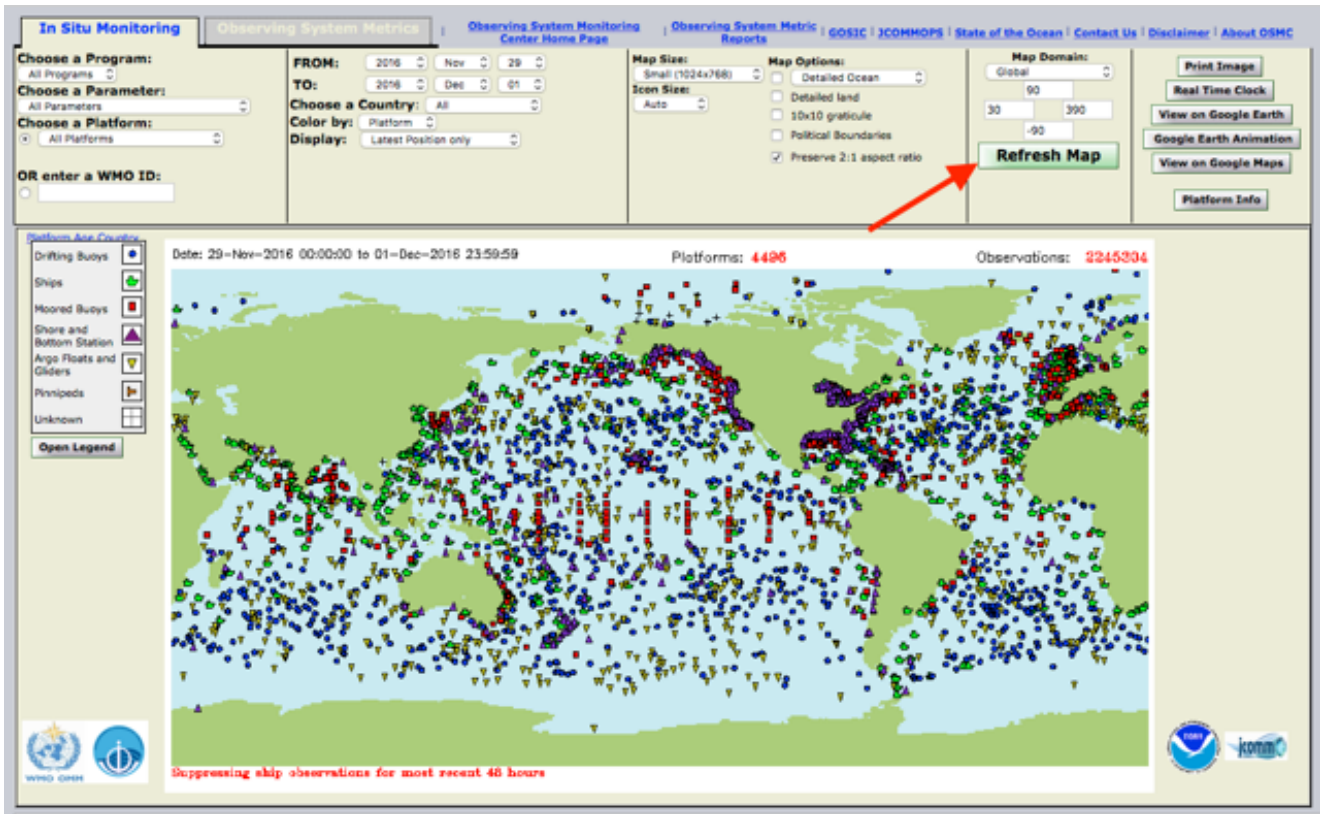 In Situ Monitoring
Observing System Metrics
Observing System Monitoring Center Home Page
Observing System Metric Reports
GOSIC | JCOMMOPS | State of the Ocean | Contact Us | Disclaimer | About OSMC
Choose a Program:
All Programs
Choose a Parameter:
All Parameters
Choose a Platform:
All Platforms
OR enter a WMO ID:
FROM: 2016 Nov 29
TO: 2016 Dec 01
Choose a Country: All
Color by: Platform
Display: Latest Position only
Map Size:
Small (1024x768)
Icon Size:
Auto
Map Options:
Detailed Ocean
Detailed land
10x10 graticule
Political Boundaries
Preserve 2:1 aspect ratio
Map Domain:
Global
90
30 390
-90
Refresh Map
Print Image
Real Time Clock
View on Google Earth
Google Earth Animation
View on Google Maps
Platform Info
Platform Age Country
Drifting Buoys
Ships
Moored Buoys
Shore and
Bottom Station
Argo Floats and
Gliders
Pinnipeds
Unknown
Open Legend
Date: 29-Nov-2016 00:00:00 to 01-Dec-2016 23:59:59
Platforms: 4496
Observations: 2245334
Suppressing ship observations for most recent 48 hours
WMO OMM
jcomm